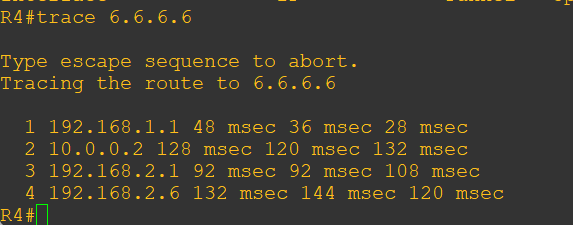 R4#trace 6.6.6.6
Type escape sequence to abort.
Tracing the route to 6.6.6.6
1 192.168.1.1 48 msec 36 msec 28 msec
2 10.0.0.2 128 msec 120 msec 132 msec
3 192.168.2.1 92 msec 92 msec 108 msec
4 192.168.2.6 132 msec 144 msec 120 msec
R4#